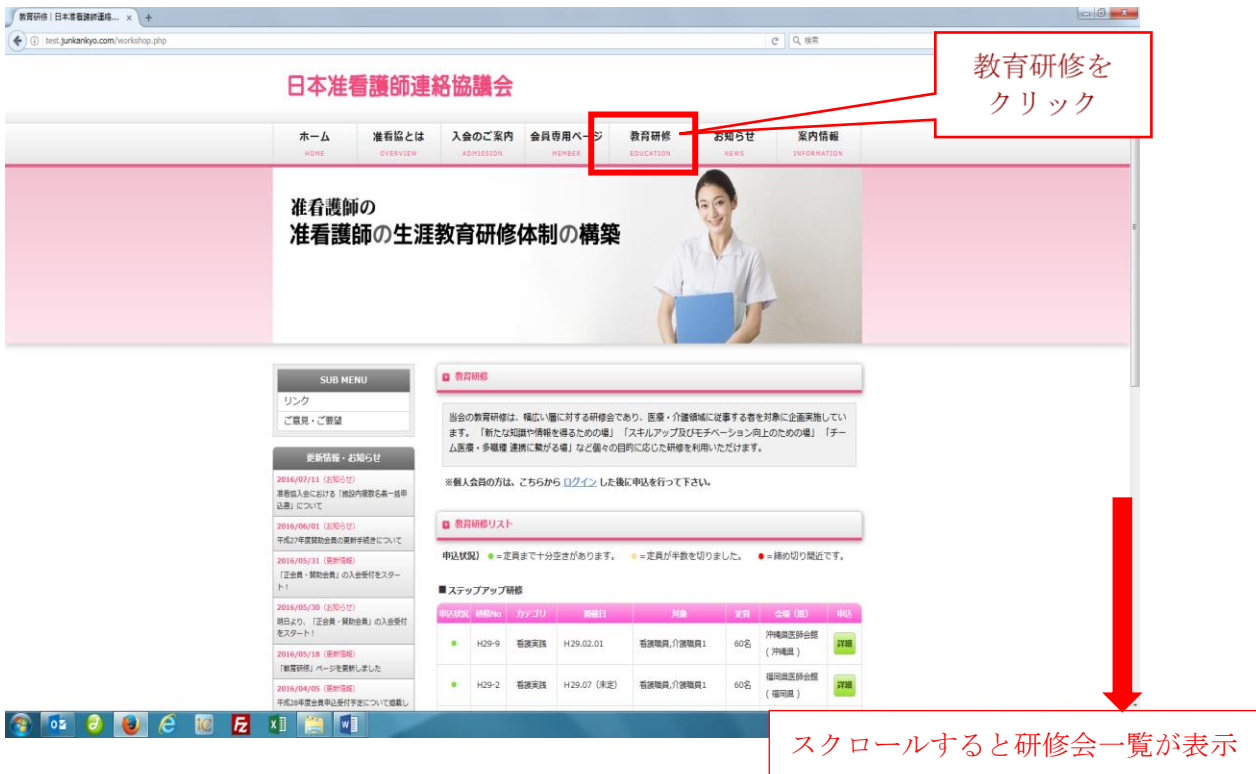 教育研修 | 日本准看護師連絡... × +
test.junkankyo.com/workshop.php
検索
教育研修を
クリック
日本准看護師連絡協議会
ホーム 准看協とは 入会のご案内 会員専用ページ 教育研修 お知らせ 案内情報
HOME OVERVIEW ADMISSION MEMBER EDUCATION NEWS INFORMATION
准看護師の
准看護師の生涯教育研修体制の構築
SUB MENU
リンク
ご意見・ご要望
更新情報・お知らせ
2016/07/11(お知らせ)
准看協入会における「施設内複数名義一括申
込書」について
2016/06/01(お知らせ)
平成27年度賛助会員の更新手続きについて
2016/05/31(更新情報)
「正会員・賛助会員」の入会受付をスター
ト!
2016/05/30(お知らせ)
明日より、「正会員・賛助会員」の入会受付
をスタート!
2016/05/18(更新情報)
「教育研修」ページを更新しました
2016/04/05(更新情報)
平成28年度会員申込受付予定について掲載し
教育研修
当会の教育研修は、幅広い層に対する研修会であり、医療・介護領域に従事する者を対象に企画実施してい
ます。「新たな知識や情報を得るための場」「スキルアップ及びモチベーション向上のための場」「チー
ム医療・多職種 連携に繋がる場」など個々の目的に応じた研修を利用いただけます。
※個人会員の方は、こちらから ログイン した後に申込を行って下さい。
教育研修リスト
申込状況)●=定員まで十分空きがあります。 ●=定員が半数を切りました。 ●=締め切り間近です。
■ステップアップ研修
申込状況 研修No カテゴリ 開催日 対象 定員 会場(県) 申込
● H29-9 看護実践 H29.02.01 看護職員,介護職員1 60名 沖縄県医師会館
(沖縄県) 詳細
● H29-2 看護実践 H29.07(未定) 看護職員,介護職員1 60名 福岡県医師会館
(福岡県) 詳細
スクロールすると研修会一覧が表示